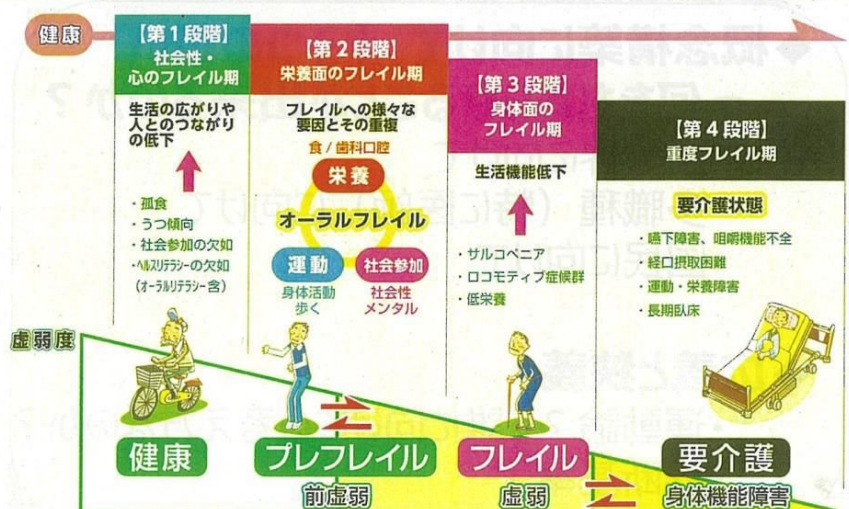 健康
【第1段階】
社会性・
心のフレイル期
生活の広がりや
人とのつながり
の低下
・孤食
・うつ傾向
・社会参加の欠如
・ヘルスリテラシーの欠如
(オーラルリテラシー含)
【第2段階】
栄養面のフレイル期
フレイルへの様々な
要因とその重複
食/歯科口腔
栄養
オーラルフレイル
運動
身体活動
歩く
社会参加
社会性
メンタル
【第3段階】
身体面の
フレイル期
生活機能低下
・サルコペニア
・ロコモティブ症候群
・低栄養
【第4段階】
重度フレイル期
要介護状態
・嚥下障害、咀嚼機能不全
・経口摂取困難
・運動・栄養障害
・長期臥床
虚弱度
健康
プレフレイル
前虚弱
フレイル
虚弱
要介護
身体機能障害